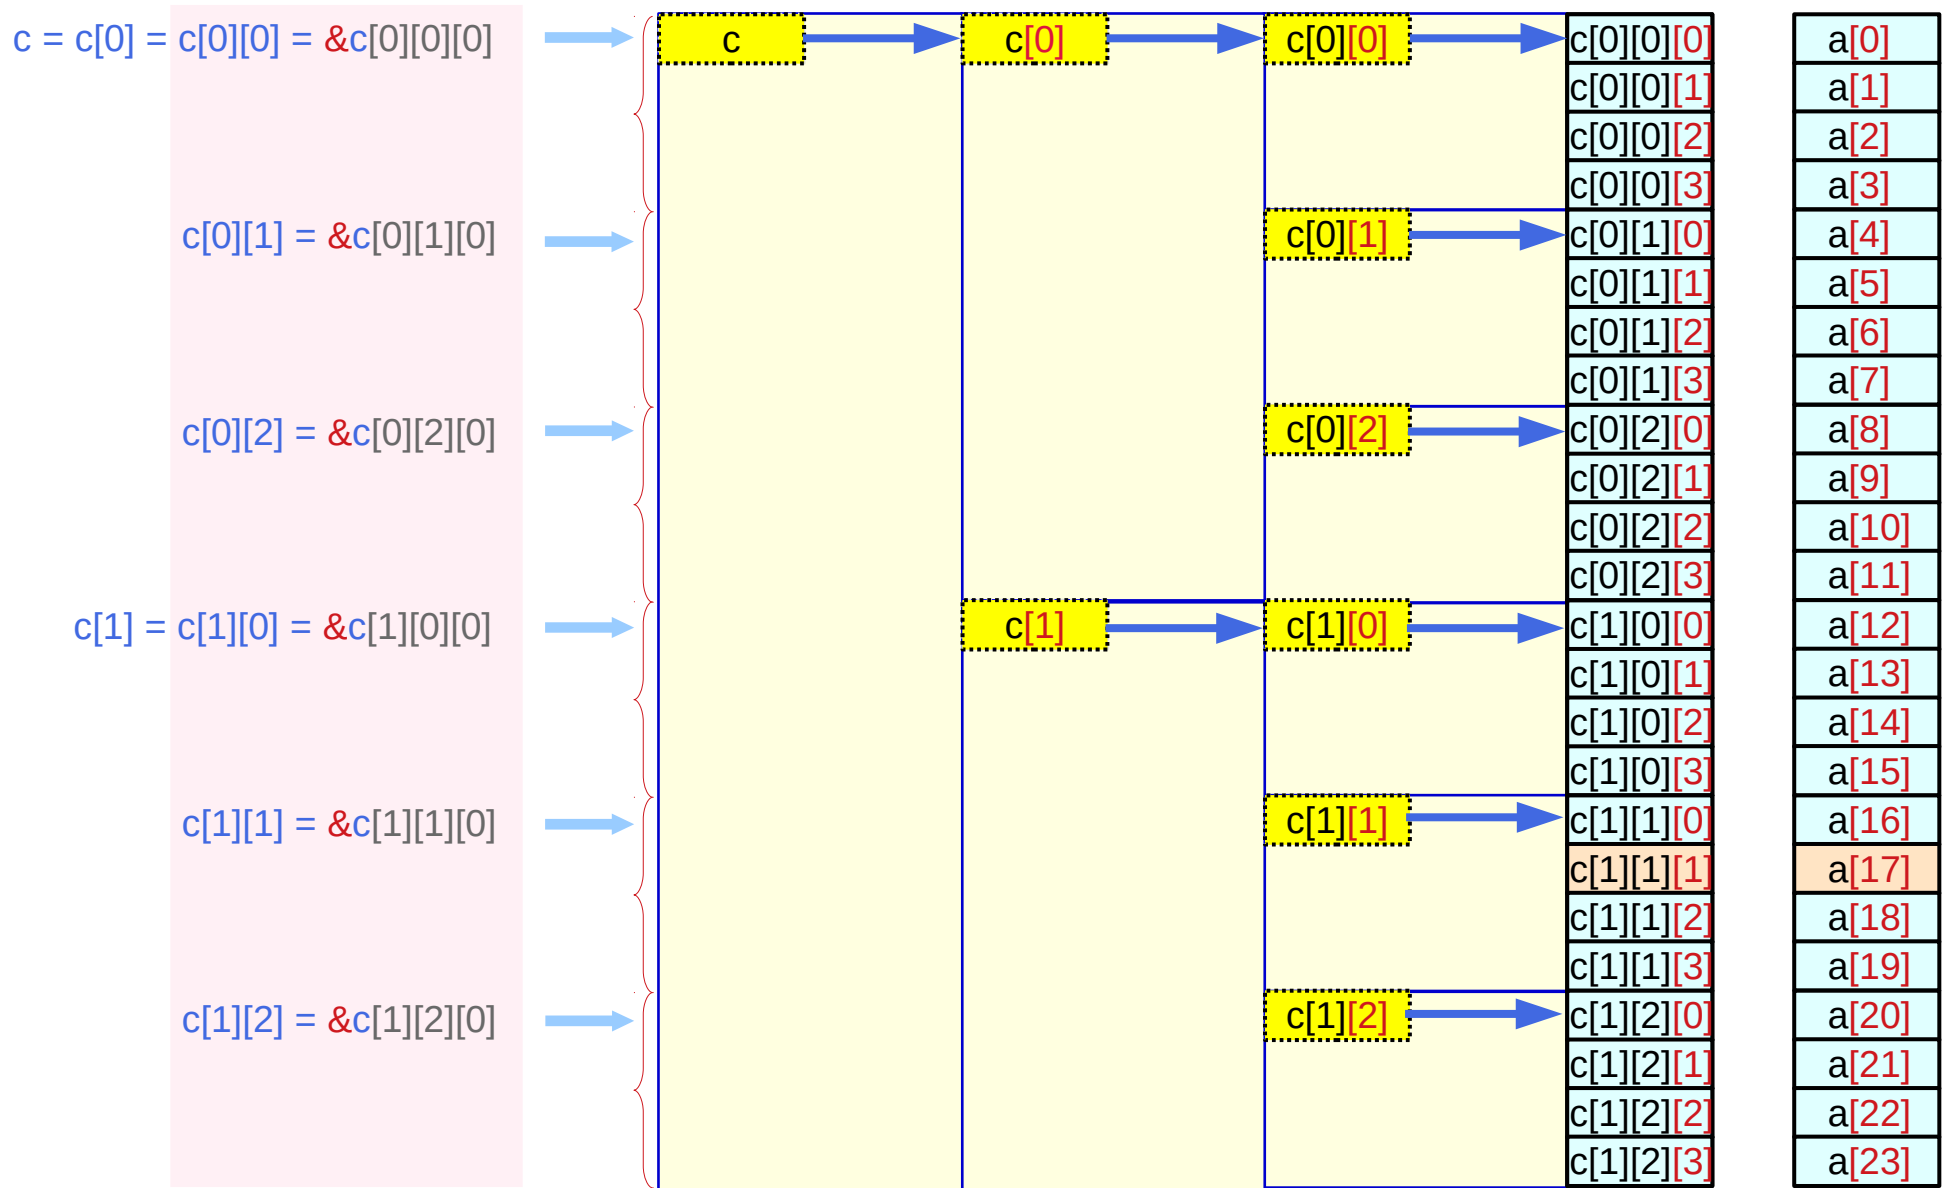 c = c[0] = c[0][0] = &c[0][0][0] c c[0] c[0][0] c[0][0][0] a[0]
c[0][0][1] a[1]
c[0][0][2] a[2]
c[0][0][3] a[3]
c[0][1] = &c[0][1][0] c[0][1] c[0][1][0] a[4]
c[0][1][1] a[5]
c[0][1][2] a[6]
c[0][1][3] a[7]
c[0][2] = &c[0][2][0] c[0][2] c[0][2][0] a[8]
c[0][2][1] a[9]
c[0][2][2] a[10]
c[0][2][3] a[11]
c[1] = c[1][0] = &c[1][0][0] c[1] c[1][0] c[1][0][0] a[12]
c[1][0][1] a[13]
c[1][0][2] a[14]
c[1][0][3] a[15]
c[1][1] = &c[1][1][0] c[1][1] c[1][1][0] a[16]
c[1][1][1] a[17]
c[1][1][2] a[18]
c[1][1][3] a[19]
c[1][2] = &c[1][2][0] c[1][2] c[1][2][0] a[20]
c[1][2][1] a[21]
c[1][2][2] a[22]
c[1][2][3] a[23]